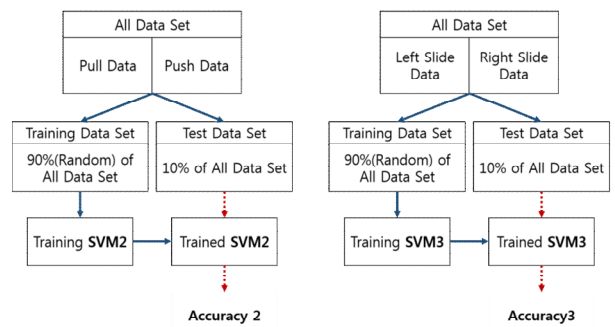 All Data Set
Pull Data
Push Data
Training Data Set
90%(Random) of
All Data Set
Test Data Set
10% of All Data Set
Training SVM2
Trained SVM2
Accuracy 2
All Data Set
Left Slide
Data
Right Slide
Data
Training Data Set
90%(Random) of
All Data Set
Test Data Set
10% of All Data Set
Training SVM3
Trained SVM3
Accuracy3